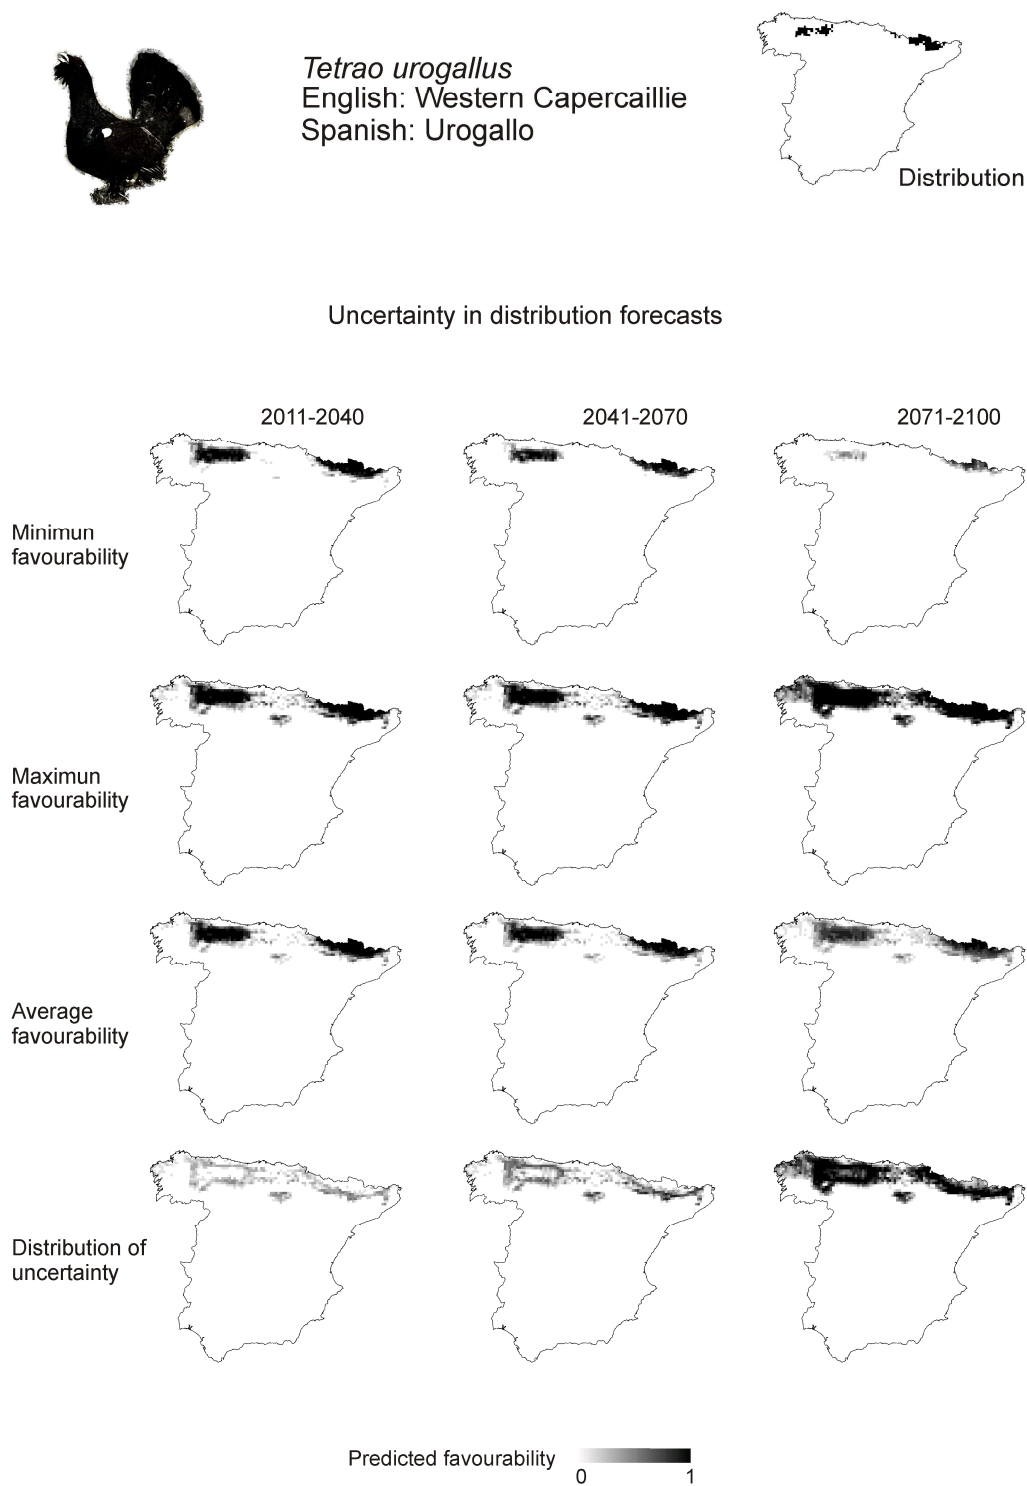 Tetrao urogallus
English: Western Capercaillie
Spanish: Urogallo
Distribution
Uncertainty in distribution forecasts
2011-2040 2041-2070 2071-2100
Minimun
favourability
Maximun
favourability
Average
favourability
Distribution of
uncertainty
Predicted favourability
0 1